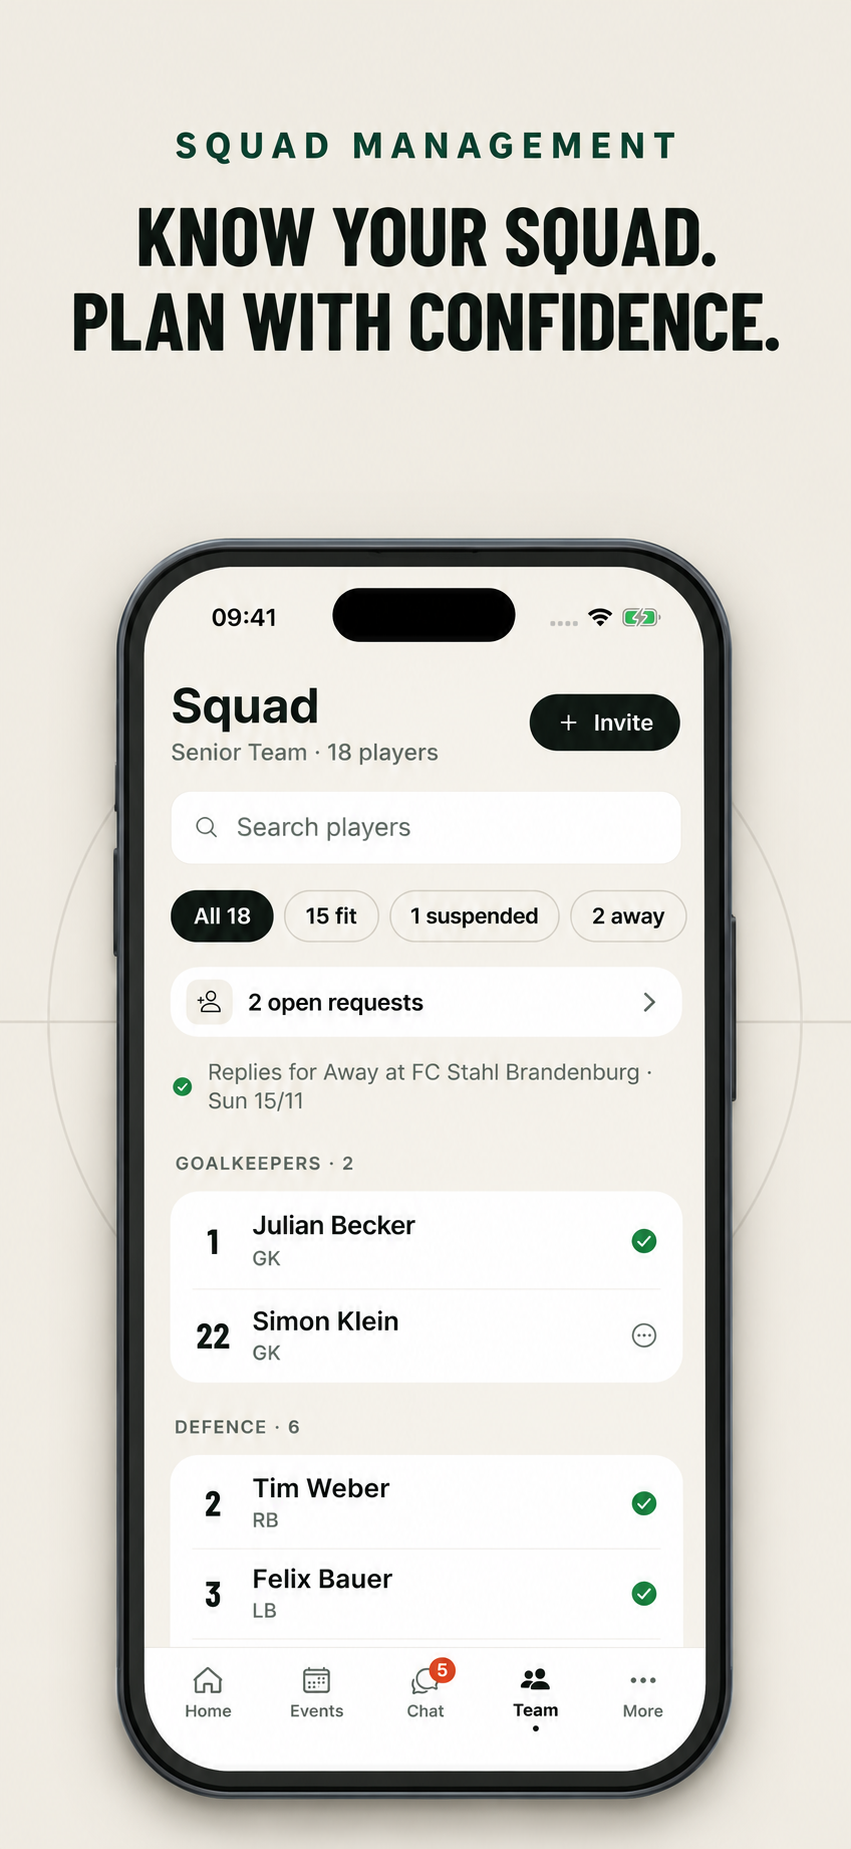 SQUAD MANAGEMENT
KNOW YOUR SQUAD.
PLAN WITH CONFIDENCE.
09:41
Squad
Senior Team · 18 players
+ Invite
Search players
All 18
15 fit
1 suspended
2 away
2 open requests
Replies for Away at FC Stahl Brandenburg ·
Sun 15/11
GOALKEEPERS · 2
1
Julian Becker
GK
22
Simon Klein
GK
DEFENCE · 6
2
Tim Weber
RB
3
Felix Bauer
LB
5
Home
Events
Chat
Team
More